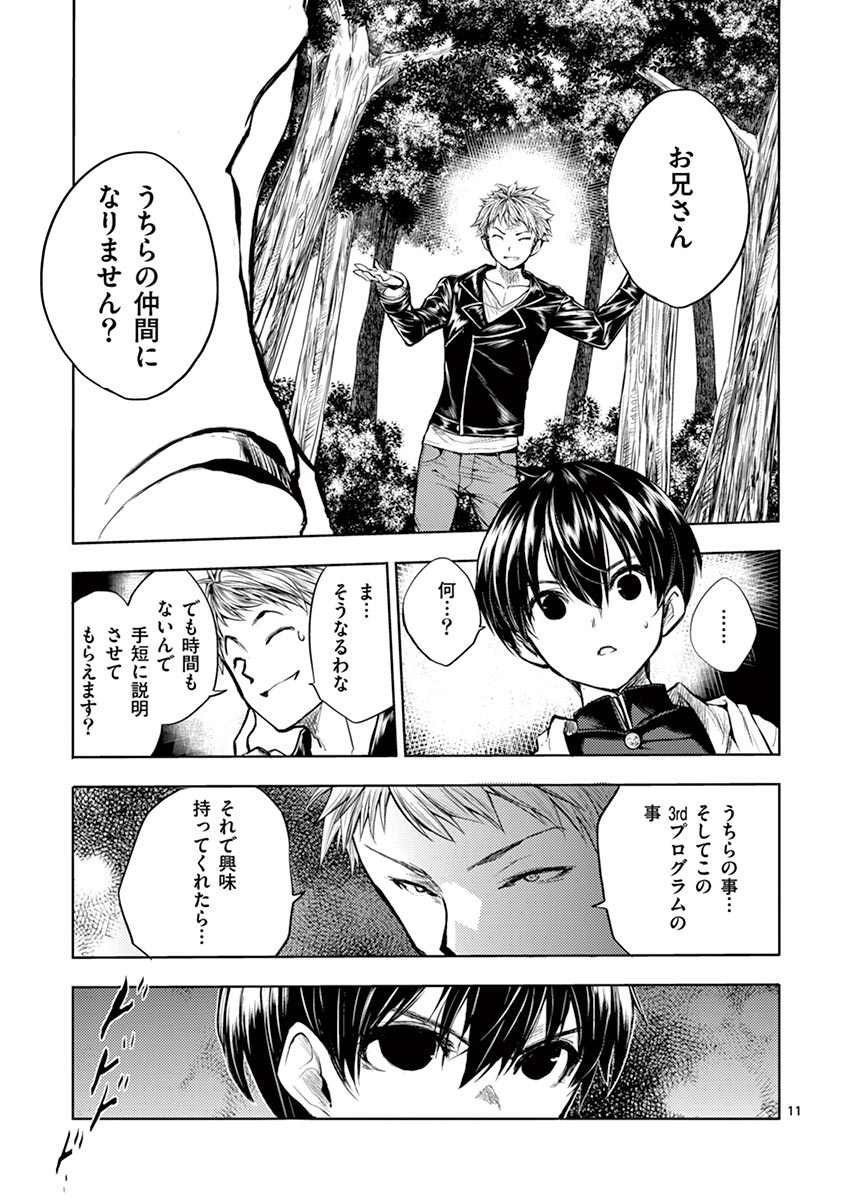 お兄さん
うちらの仲間に
なりません?
……
何…?
ま…
そうなるわな
でも時間も
ないんで
手短に説明
させて
もらえます?
うちらの事…
そしてこの
3rdプログラムの
事
それで興味
持ってくれたら…
ドドドド
11